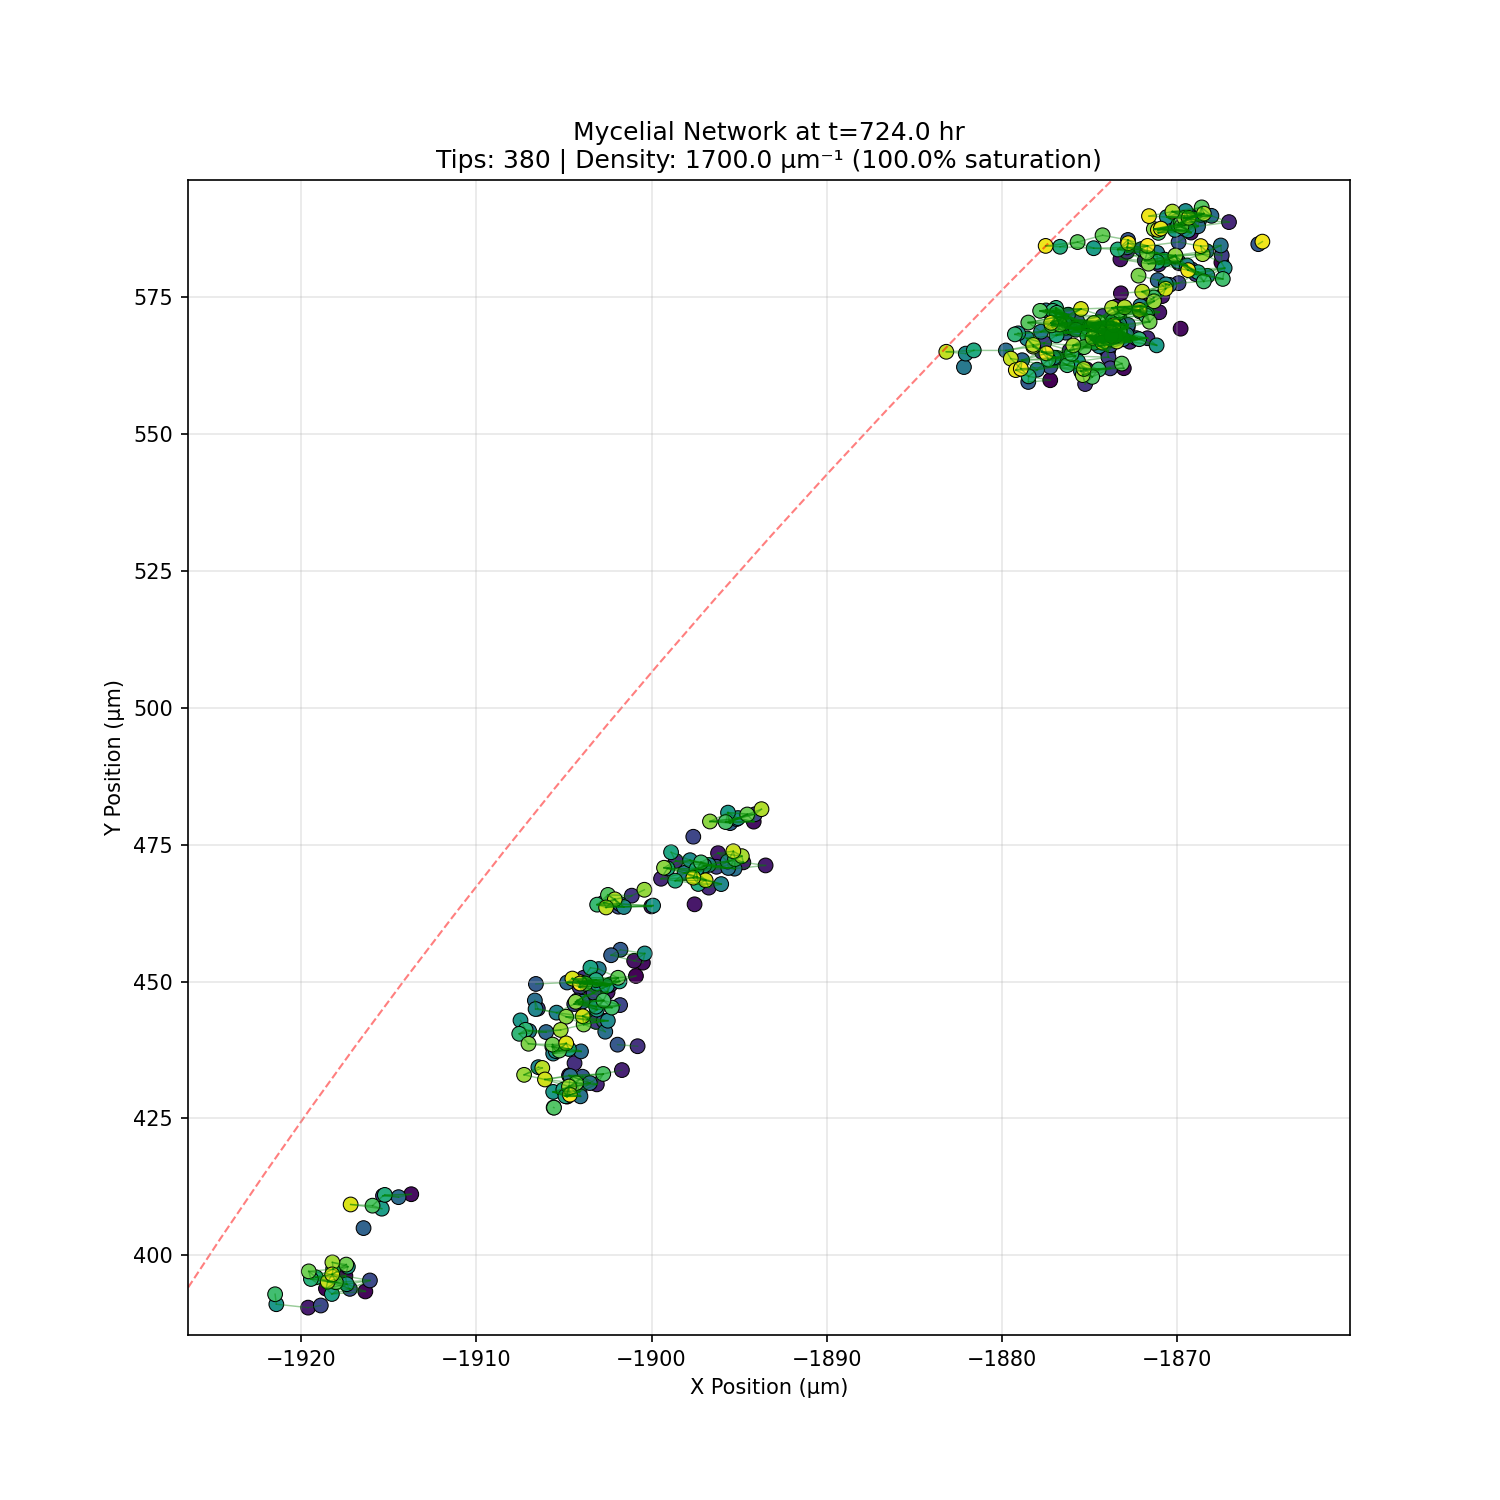 Mycelial Network at t=724.0 hr
Tips: 380 | Density: 1700.0 μm⁻¹ (100.0% saturation)
575
550
525
500
475
450
425
400
Y Position (μm)
−1920 −1910 −1900 −1890 −1880 −1870
X Position (μm)